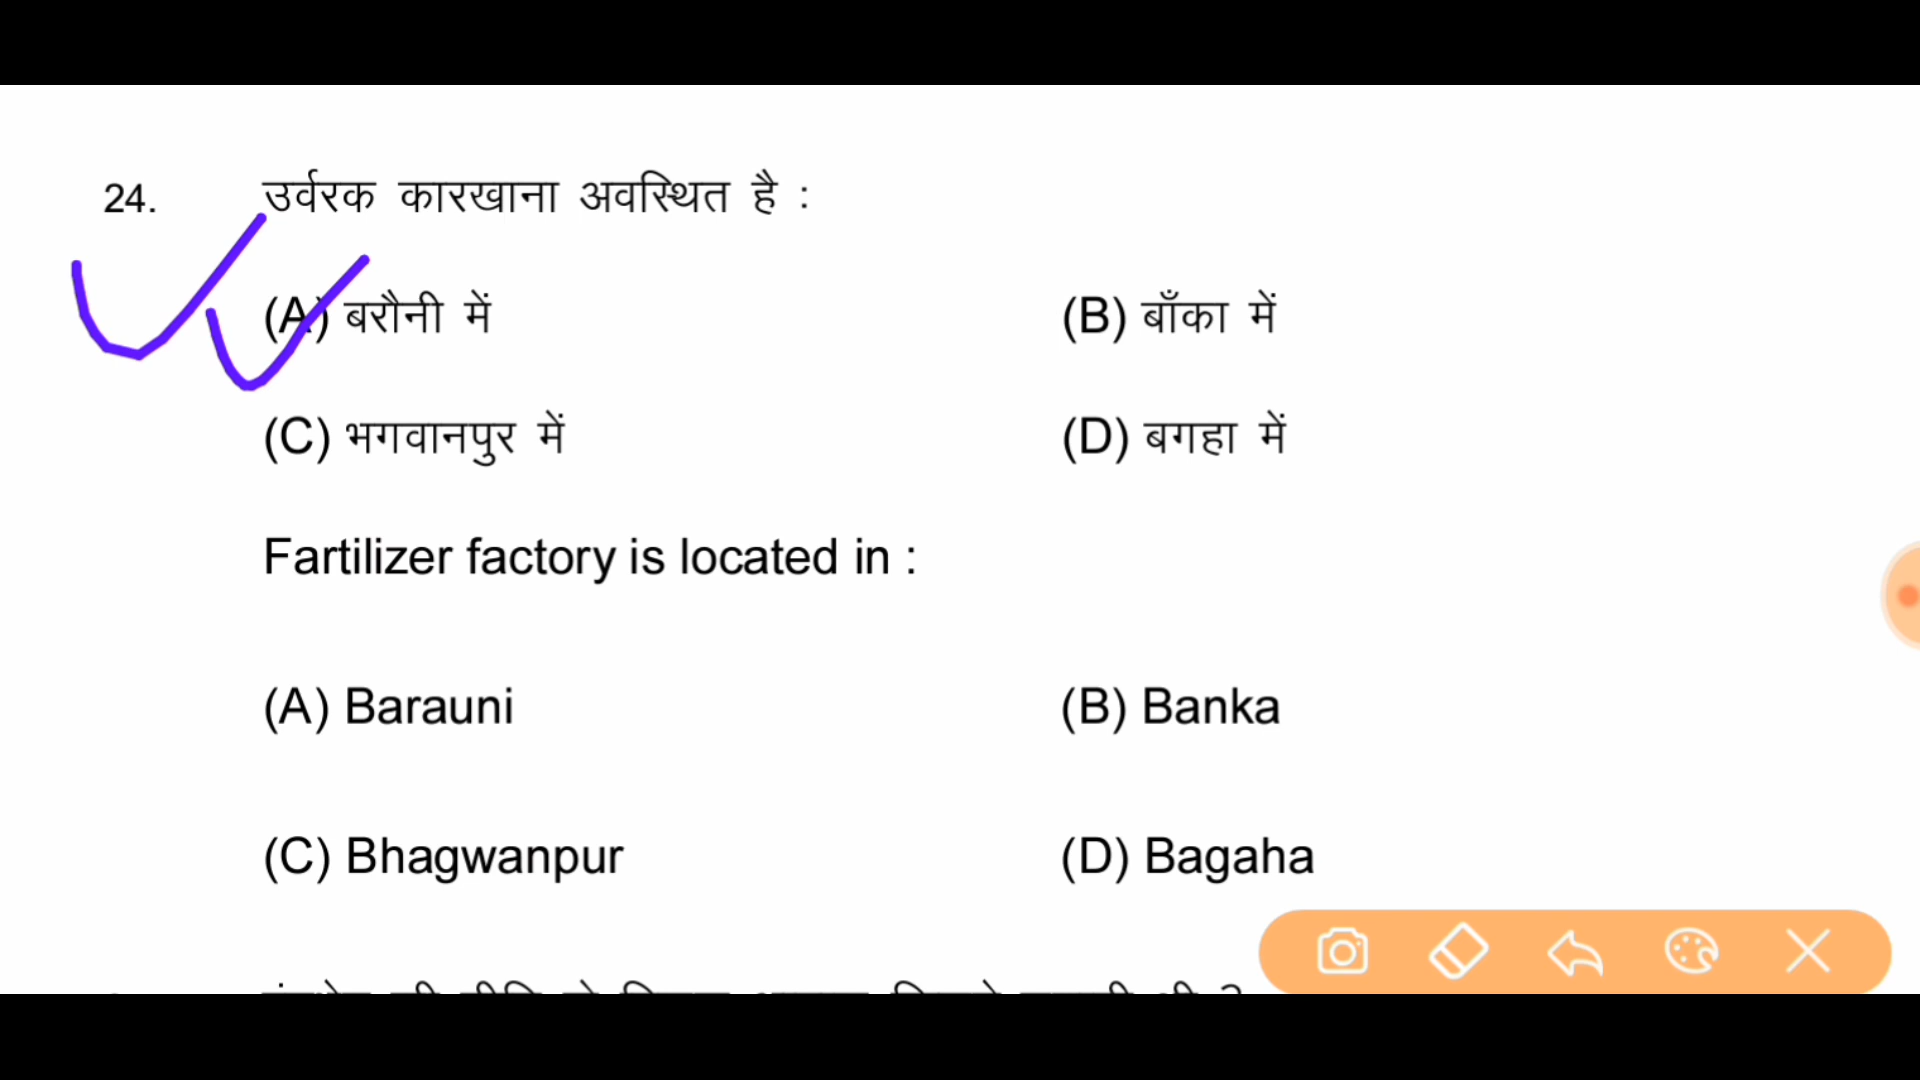 24. उर्वरक कारखाना अवस्थित है :
(A) बरौनी में (B) बाँका में
(C) भगवानपुर में (D) बगहा में
Fartilizer factory is located in :
(A) Barauni (B) Banka
(C) Bhagwanpur (D) Bagaha